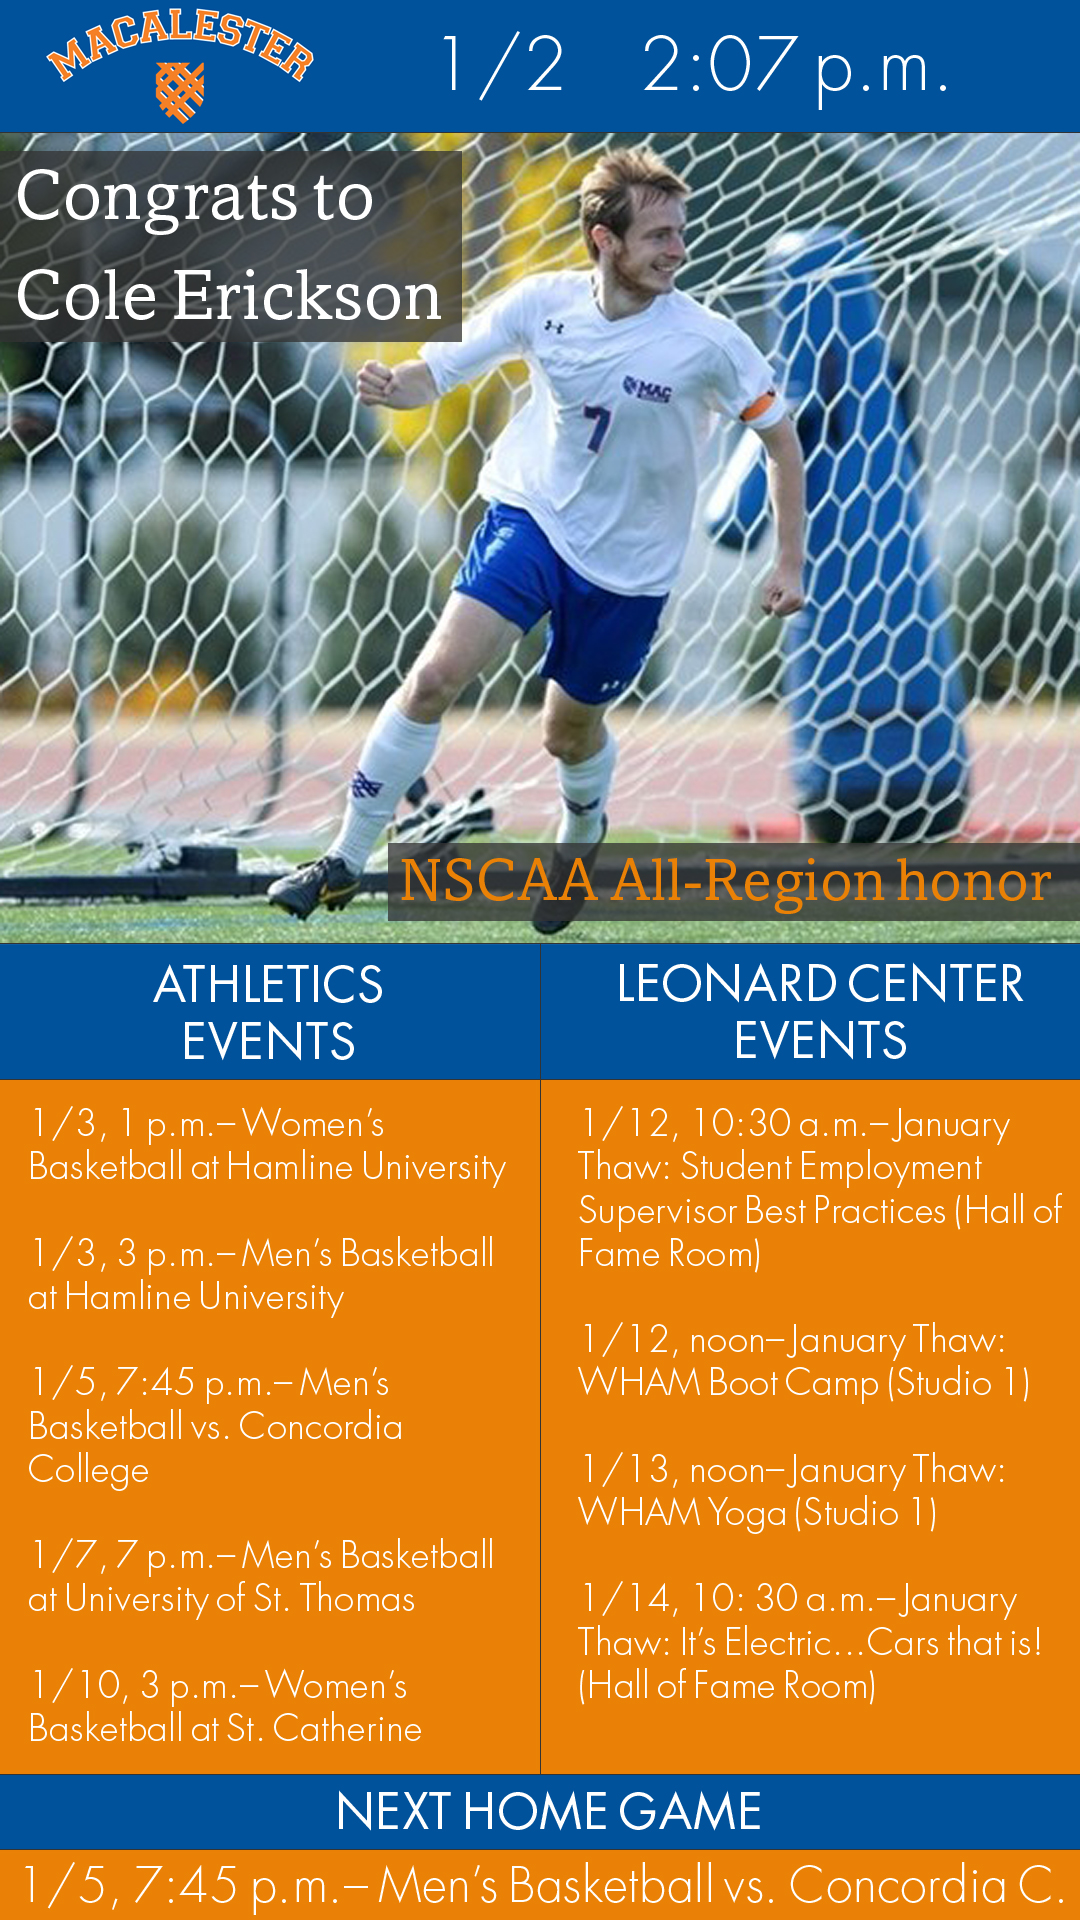 MACALESTER
1/2 2:07 p.m.
Congrats to
Cole Erickson
MAC
7
NSCAA All-Region honor
ATHLETICS
EVENTS
1/3, 1 p.m.–Women’s
Basketball at Hamline University
1/3, 3 p.m.–Men’s Basketball
at Hamline University
1/5, 7:45 p.m.–Men’s
Basketball vs. Concordia
College
1/7, 7 p.m.–Men’s Basketball
at University of St. Thomas
1/10, 3 p.m.–Women’s
Basketball at St. Catherine
LEONARD CENTER
EVENTS
1/12, 10:30 a.m.–January
Thaw: Student Employment
Supervisor Best Practices (Hall of
Fame Room)
1/12, noon–January Thaw:
WHAM Boot Camp (Studio 1)
1/13, noon–January Thaw:
WHAM Yoga (Studio 1)
1/14, 10: 30 a.m.–January
Thaw: It’s Electric...Cars that is!
(Hall of Fame Room)
NEXT HOME GAME
1/5, 7:45 p.m.–Men’s Basketball vs. Concordia C.